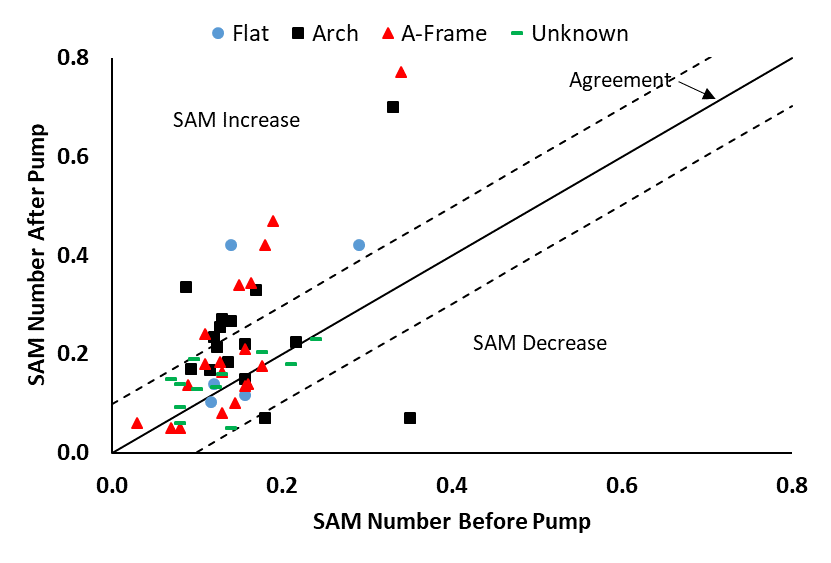 Flat Arch A-Frame Unknown
0.8
Agreement
SAM Increase
0.6
SAM Number After Pump
0.4
SAM Decrease
0.2
0.0
0.0 0.2 0.4 0.6 0.8
SAM Number Before Pump